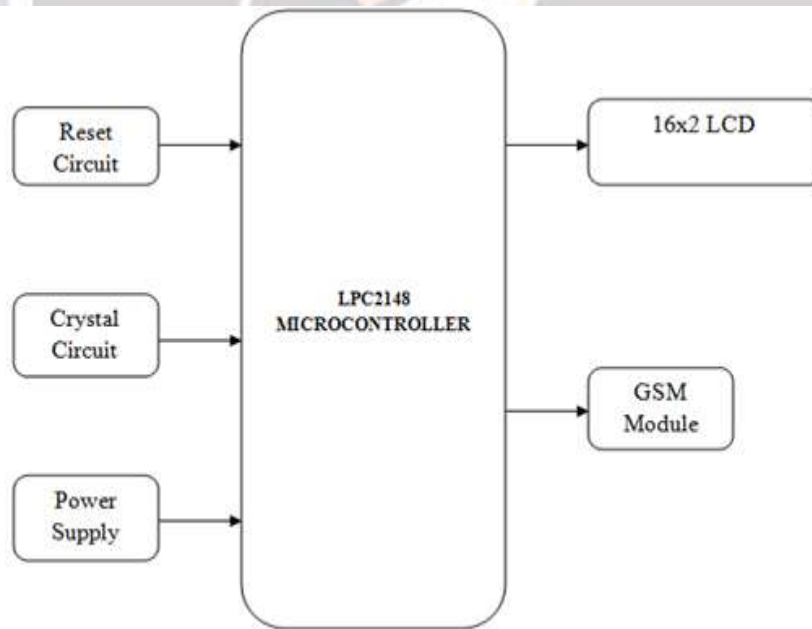 Reset
Circuit
16x2 LCD
Crystal
Circuit
LPC2148
MICROCONTROLLER
GSM
Module
Power
Supply